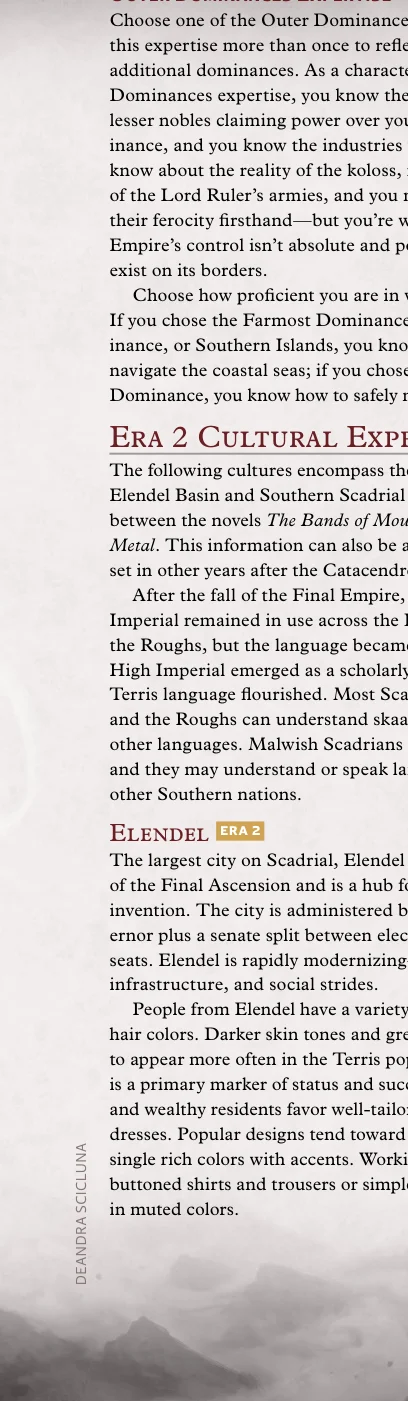 OUTER DOMINANCES EXPERTISE
Choose one of the Outer Dominance
this expertise more than once to refle
additional dominances. As a characte
Dominances expertise, you know the
lesser nobles claiming power over you
inance, and you know the industries
know about the reality of the koloss,
of the Lord Ruler’s armies, and you
their ferocity firsthand—but you’re w
Empire’s control isn’t absolute and p
exist on its borders.
Choose how proficient you are in
If you chose the Farmost Dominance
inance, or Southern Islands, you kno
navigate the coastal seas; if you chose
Dominance, you know how to safely
ERA 2 CULTURAL EXPE
The following cultures encompass the
Elendel Basin and Southern Scadrial
between the novels The Bands of Mou
Metal. This information can also be a
set in other years after the Catacendr
After the fall of the Final Empire,
Imperial remained in use across the
the Roughs, but the language became
High Imperial emerged as a scholarly
Terris language flourished. Most Sca
and the Roughs can understand skaa
other languages. Malwish Scadrians
and they may understand or speak la
other Southern nations.
ELENDEL ERA 2
The largest city on Scadrial, Elendel
of the Final Ascension and is a hub fo
invention. The city is administered b
ernor plus a senate split between elec
seats. Elendel is rapidly modernizing
infrastructure, and social strides.
People from Elendel have a variety
hair colors. Darker skin tones and gre
to appear more often in the Terris pop
is a primary marker of status and suc
and wealthy residents favor well-tailo
dresses. Popular designs tend toward
single rich colors with accents. Worki
buttoned shirts and trousers or simpl
in muted colors.
DEANDRA SCICLUNA